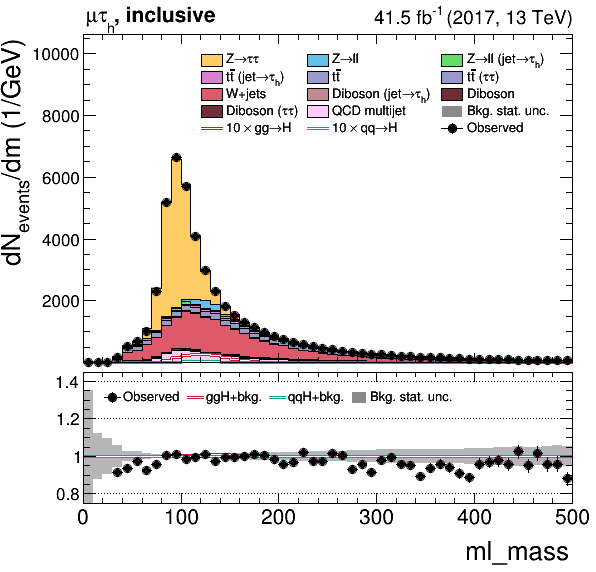 μτh, inclusive 41.5 fb-1 (2017, 13 TeV)
dNevents/dm (1/GeV)
10000
8000
6000
4000
2000
Z→ττ Z→ll Z→ll (jet→τh)
tt̄ (jet→τh) tt̄ tt̄ (ττ)
W+jets Diboson (jet→τh) Diboson
Diboson (ττ) QCD multijet Bkg. stat. unc.
10 × gg→H 10 × qq→H Observed
1.4
1.2
1
0.8
Observed ggH+bkg. qqH+bkg. Bkg. stat. unc.
0 100 200 300 400 500
ml_mass